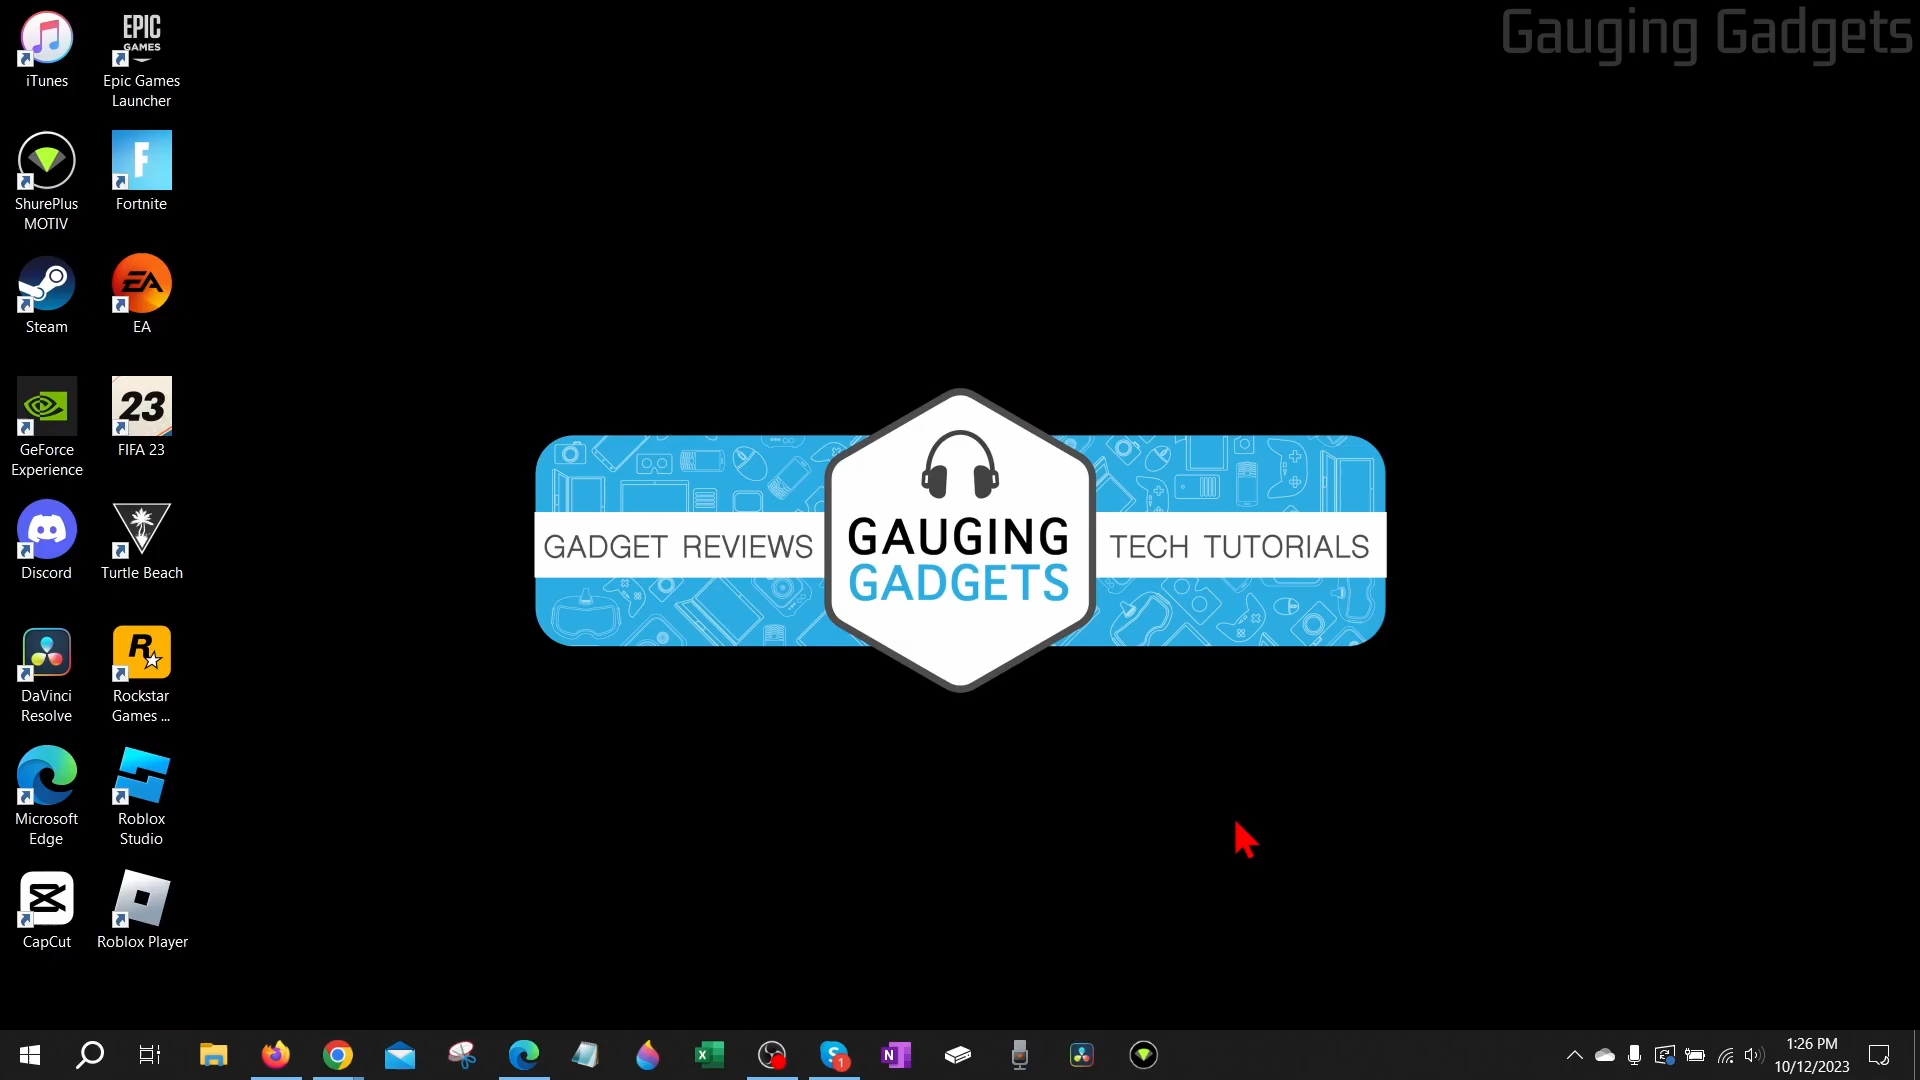 Gauging Gadgets
iTunes
EPIC
GAMES
Epic Games
Launcher
ShurePlus
MOTIV
F
Fortnite
Steam
EA
EA
GeForce
Experience
23
FIFA 23
Discord
Turtle Beach
DaVinci
Resolve
R
Rockstar
Games ...
Microsoft
Edge
Roblox
Studio
CapCut
Roblox Player
GADGET REVIEWS
GAUGING
GADGETS
TECH TUTORIALS
X
S
1
N
1:26 PM
10/12/2023